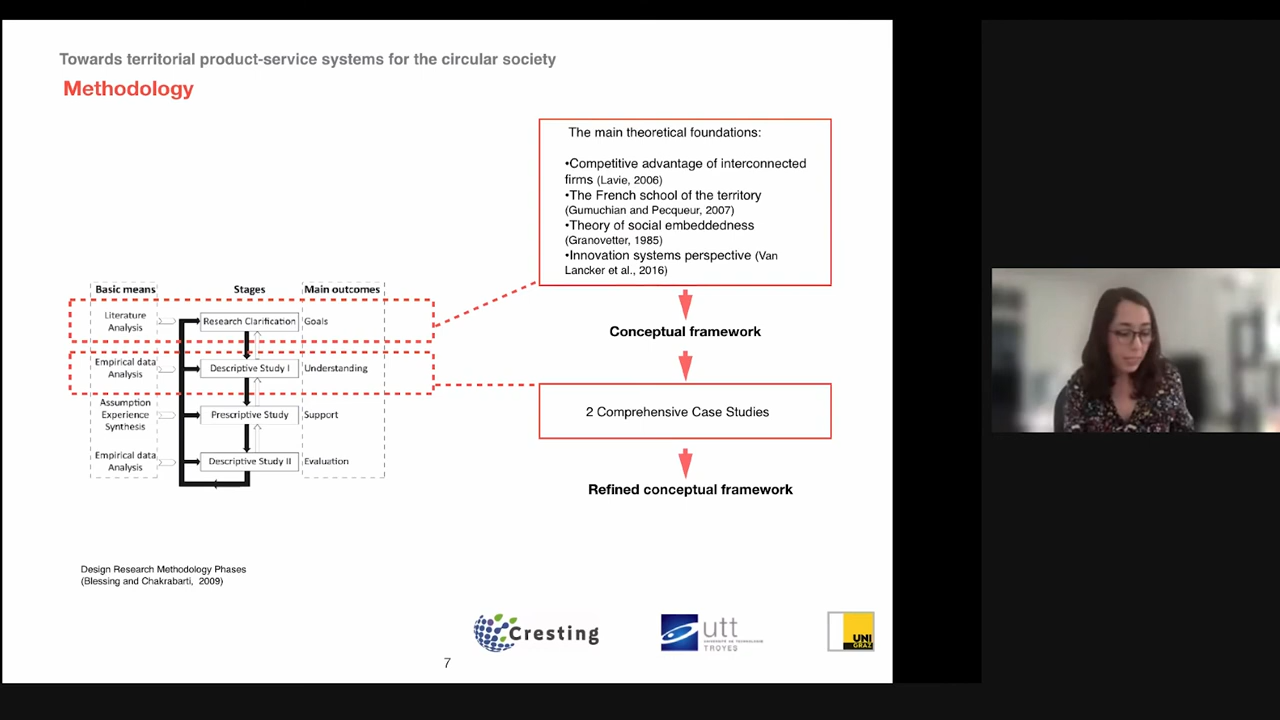 Towards territorial product-service systems for the circular society
Methodology
The main theoretical foundations:
•Competitive advantage of interconnected
firms (Lavie, 2006)
•The French school of the territory
(Gumuchian and Pecqueur, 2007)
•Theory of social embeddedness
(Granovetter, 1985)
•Innovation systems perspective (Van
Lancker et al., 2016)
Conceptual framework
2 Comprehensive Case Studies
Refined conceptual framework
Basic means Stages Main outcomes
Literature
Analysis
Research Clarification
Goals
Empirical data
Analysis
Descriptive Study I
Understanding
Assumption
Experience
Synthesis
Prescriptive Study
Support
Empirical data
Analysis
Descriptive Study II
Evaluation
Design Research Methodology Phases
(Blessing and Chakrabarti, 2009)
Cresting
utt
UNIVERSITÉ DE TECHNOLOGIE
TROYES
UNI
GRAZ
7